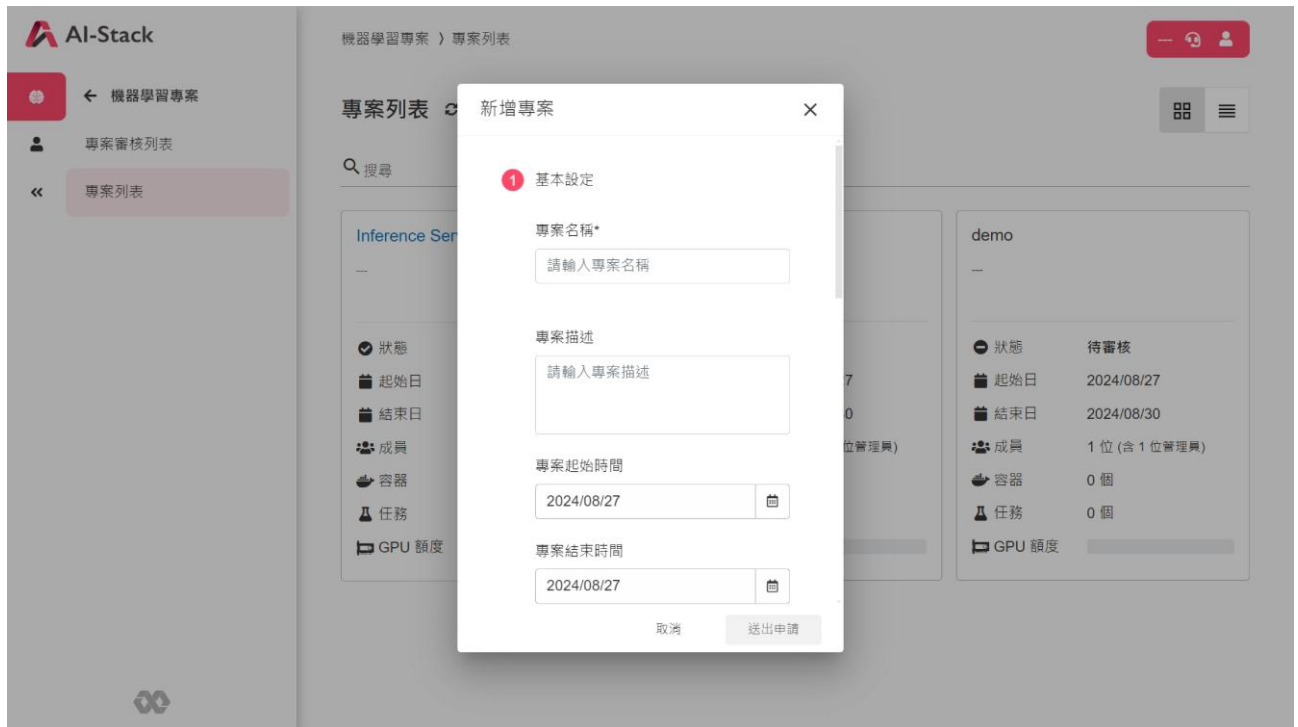 AI-Stack
機器學習專案 〉專案列表
---
機器學習專案
專案審核列表
專案列表
專案列表
搜尋
Inference Ser
---
狀態
起始日
結束日
成員
容器
任務
GPU 額度
7
0
位管理員)
demo
---
狀態 待審核
起始日 2024/08/27
結束日 2024/08/30
成員 1 位 (含 1 位管理員)
容器 0 個
任務 0 個
GPU 額度
新增專案
1 基本設定
專案名稱*
請輸入專案名稱
專案描述
請輸入專案描述
專案起始時間
2024/08/27
專案結束時間
2024/08/27
取消 送出申請